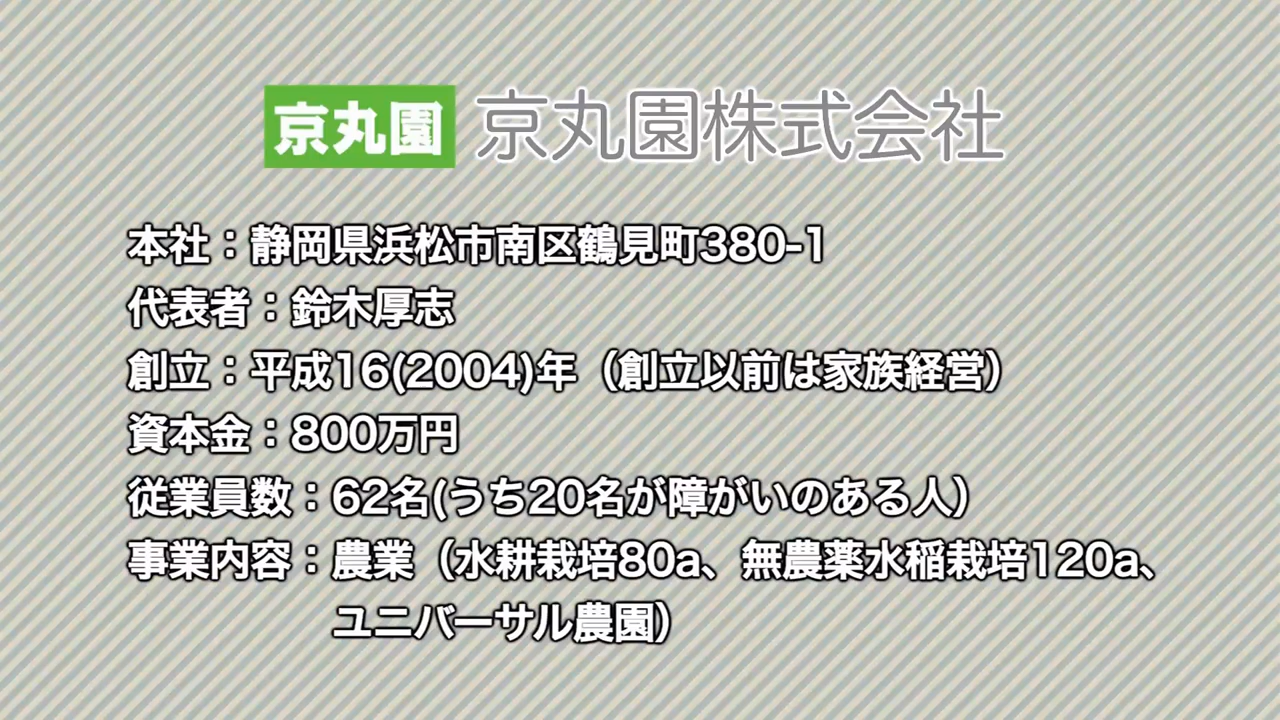 京丸園 京丸園株式会社
本社：静岡県浜松市南区鶴見町380-1
代表者：鈴木厚志
創立：平成16(2004)年（創立以前は家族経営）
資本金：800万円
従業員数：62名(うち20名が障がいのある人）
事業内容：農業（水耕栽培80a、無農薬水稲栽培120a、
ユニバーサル農園）